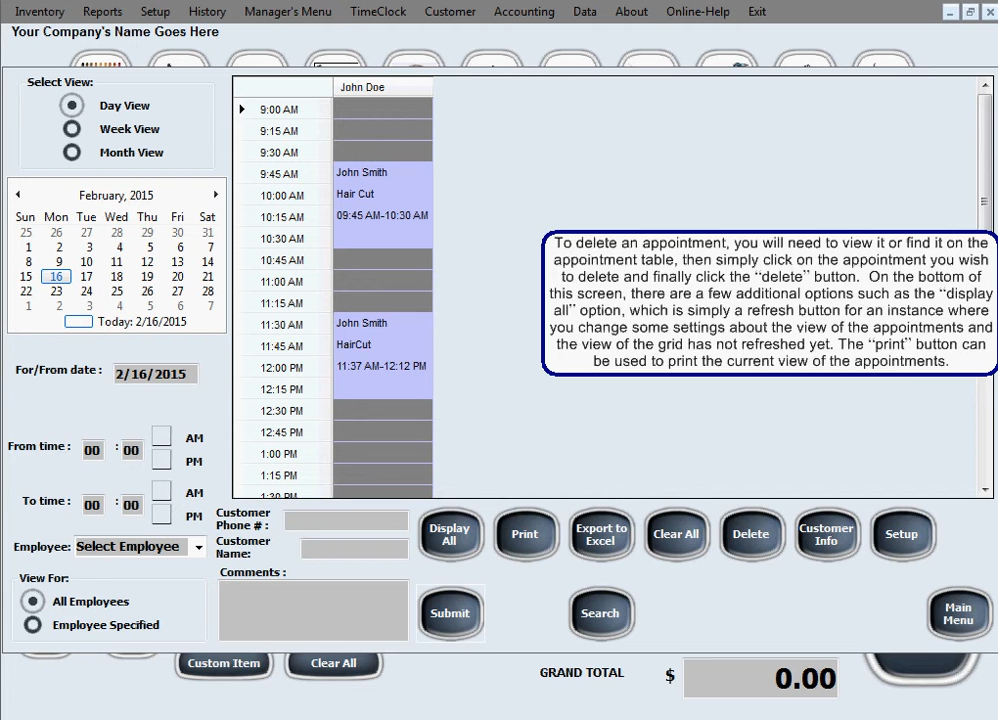 Inventory Reports Setup History Manager's Menu TimeClock Customer Accounting Data About Online-Help Exit
Your Company's Name Goes Here
Select View:
Day View
Week View
Month View
February, 2015
Sun Mon Tue Wed Thu Fri Sat
25 26 27 28 29 30 31
1 2 3 4 5 6 7
8 9 10 11 12 13 14
15 16 17 18 19 20 21
22 23 24 25 26 27 28
1 2 3 4 5 6 7
Today: 2/16/2015
For/From date : 2/16/2015
From time : 00 : 00 AM
PM
To time : 00 : 00 AM
PM
Employee: Select Employee
View For:
All Employees
Employee Specified
John Doe
9:00 AM
9:15 AM
9:30 AM
9:45 AM John Smith
10:00 AM Hair Cut
10:15 AM 09:45 AM-10:30 AM
10:30 AM
10:45 AM
11:00 AM
11:15 AM
11:30 AM John Smith
11:45 AM HairCut
12:00 PM 11:37 AM-12:12 PM
12:15 PM
12:30 PM
12:45 PM
1:00 PM
1:15 PM
1:30 PM
To delete an appointment, you will need to view it or find it on the
appointment table, then simply click on the appointment you wish
to delete and finally click the “delete” button. On the bottom of
this screen, there are a few additional options such as the “display
all” option, which is simply a refresh button for an instance where
you change some settings about the view of the appointments and
the view of the grid has not refreshed yet. The “print” button can
be used to print the current view of the appointments.
Customer
Phone # :
Customer
Name:
Comments :
Display
All
Print
Export to
Excel
Clear All
Delete
Customer
Info
Setup
Submit
Search
Main
Menu
Custom Item
Clear All
GRAND TOTAL $ 0.00